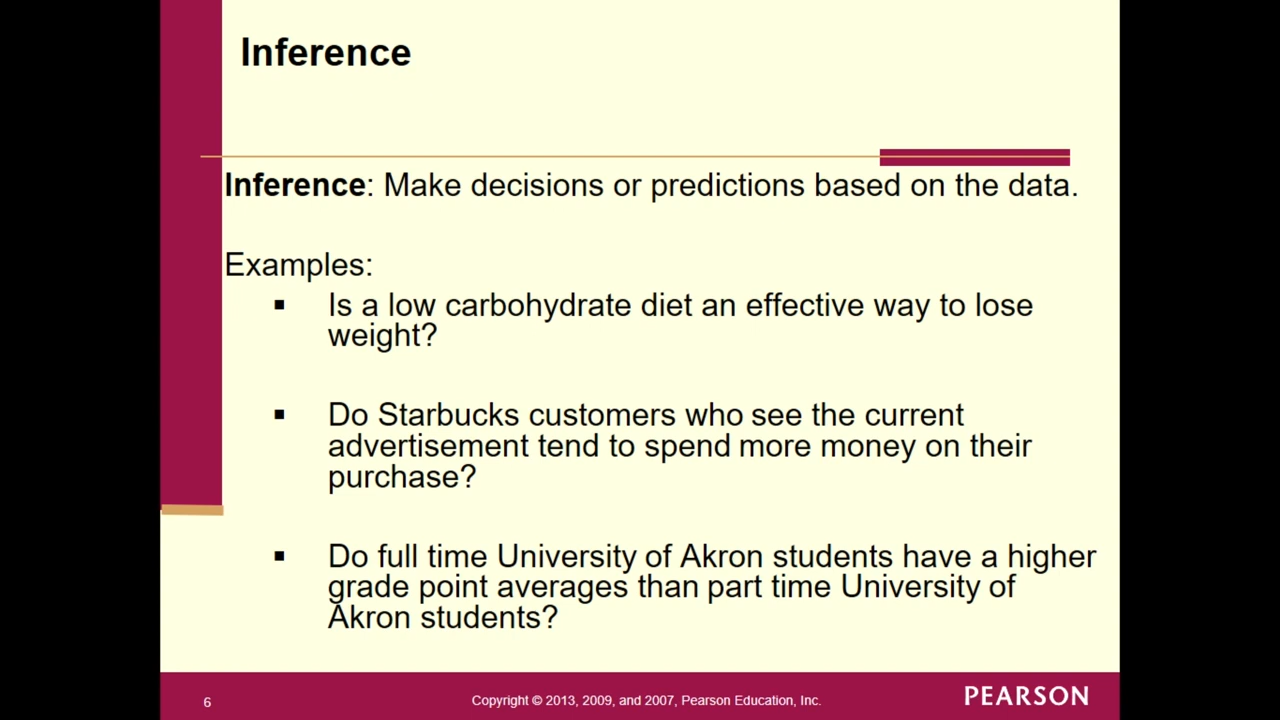 Inference
Inference: Make decisions or predictions based on the data.
Examples:
▪ Is a low carbohydrate diet an effective way to lose
weight?
▪ Do Starbucks customers who see the current
advertisement tend to spend more money on their
purchase?
▪ Do full time University of Akron students have a higher
grade point averages than part time University of
Akron students?
6
Copyright © 2013, 2009, and 2007, Pearson Education, Inc.
PEARSON